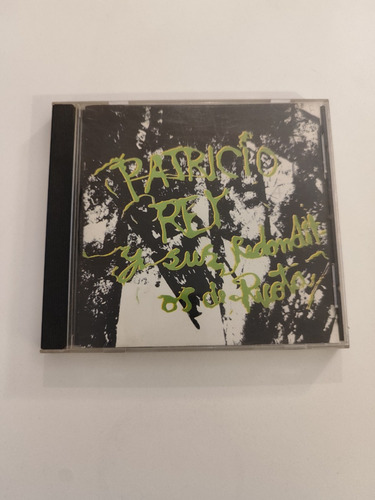 PATRICIO
REY
y sus Redondit
os de Ricota